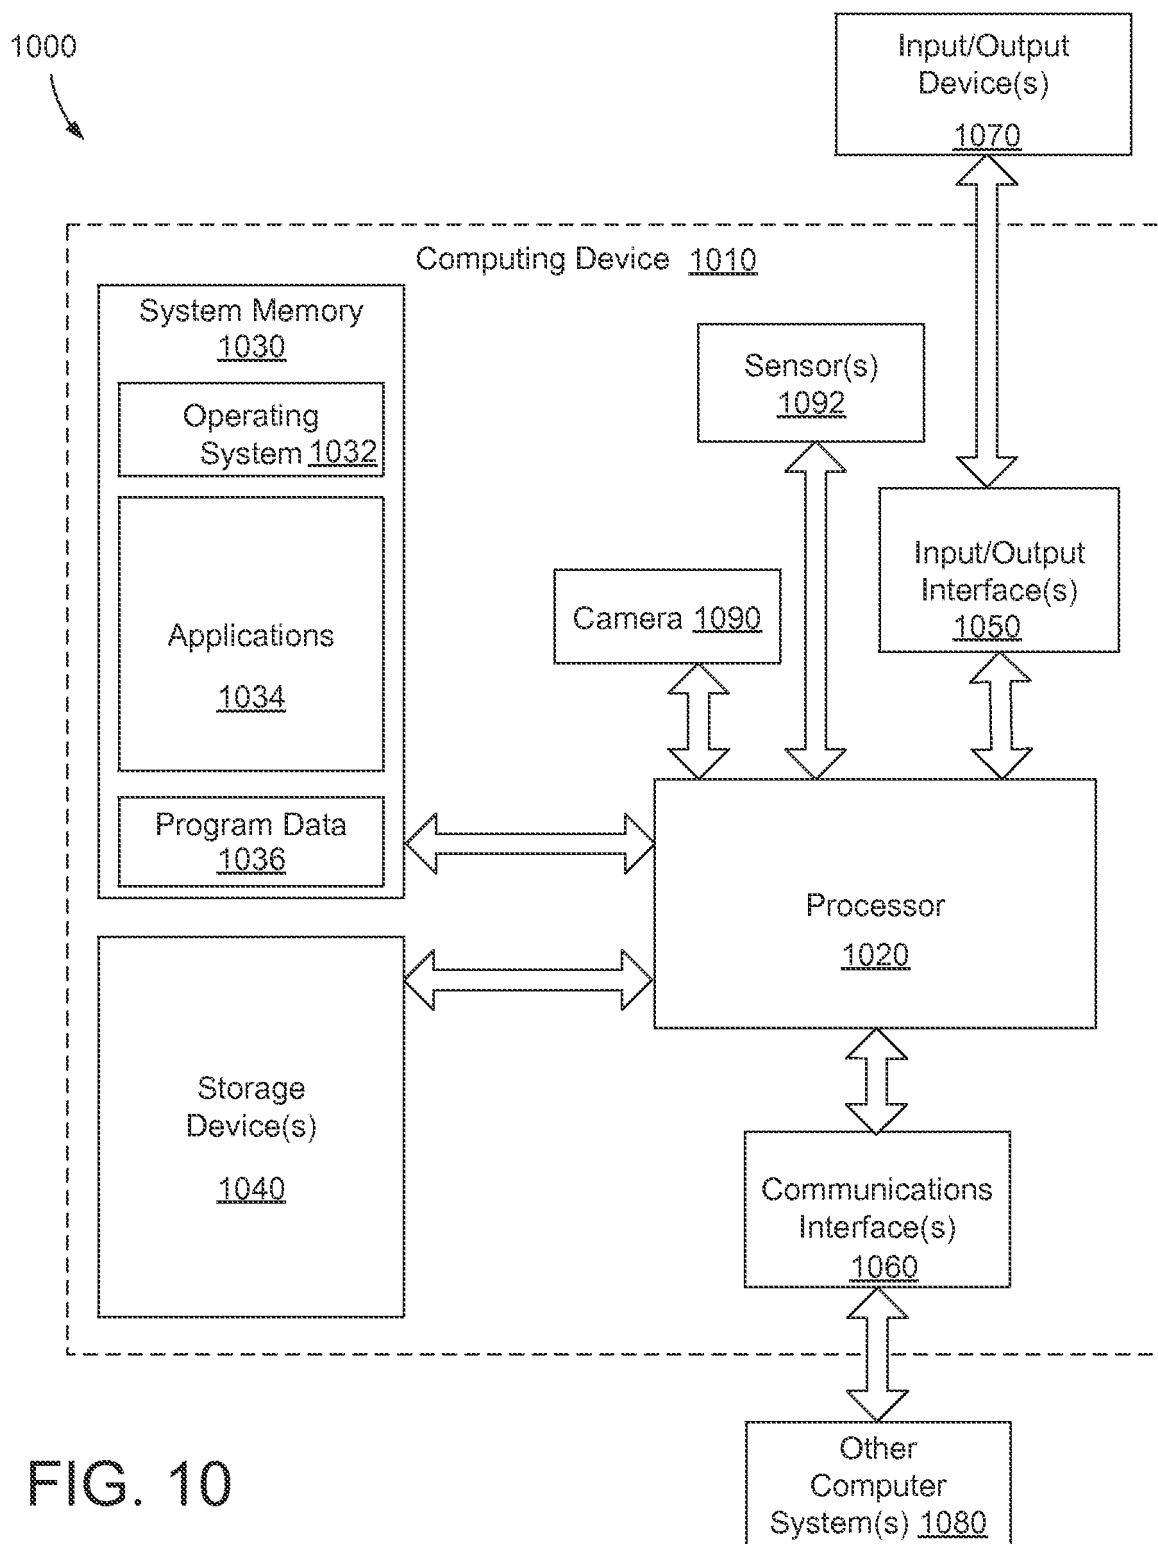 1000
Input/Output
Device(s)
1070
Computing Device 1010
System Memory
1030
Operating
System 1032
Applications
1034
Program Data
1036
Sensor(s)
1092
Input/Output
Interface(s)
1050
Camera 1090
Processor
1020
Storage
Device(s)
1040
Communications
Interface(s)
1060
Other
Computer
System(s) 1080
FIG. 10